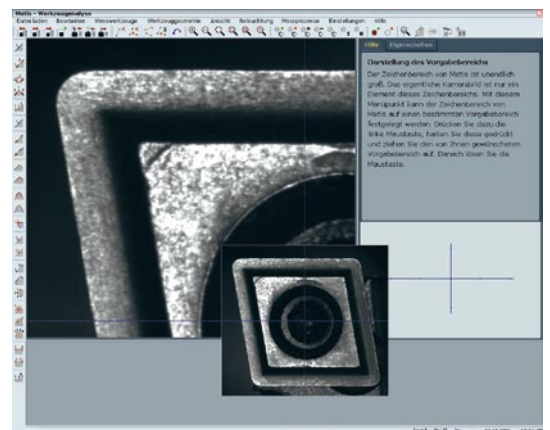 Metis - Werkzeuganalyse
Datei laden Bearbeiten Messwerkzeuge Werkzeuggeometrie Ansicht Beleuchtung Messprozesse Einstellungen Hilfe
Hilfe Eigenschaften
Darstellung des Vorgabebereichs
Der Zeichenbereich von Metis ist unendlich
groß. Das eigentliche Kamerabild ist nur ein
Element dieses Zeichenbereichs. Mit diesem
Menüpunkt kann der Zeichenbereich von
Metis auf einen bestimmten Vorgabebereich
festgelegt werden. Drücken Sie dazu die
linke Maustaste, halten Sie diese gedrückt
und ziehen Sie den von Ihnen gewünschten
Vorgabebereich auf. Danach lösen Sie die
Maustaste.